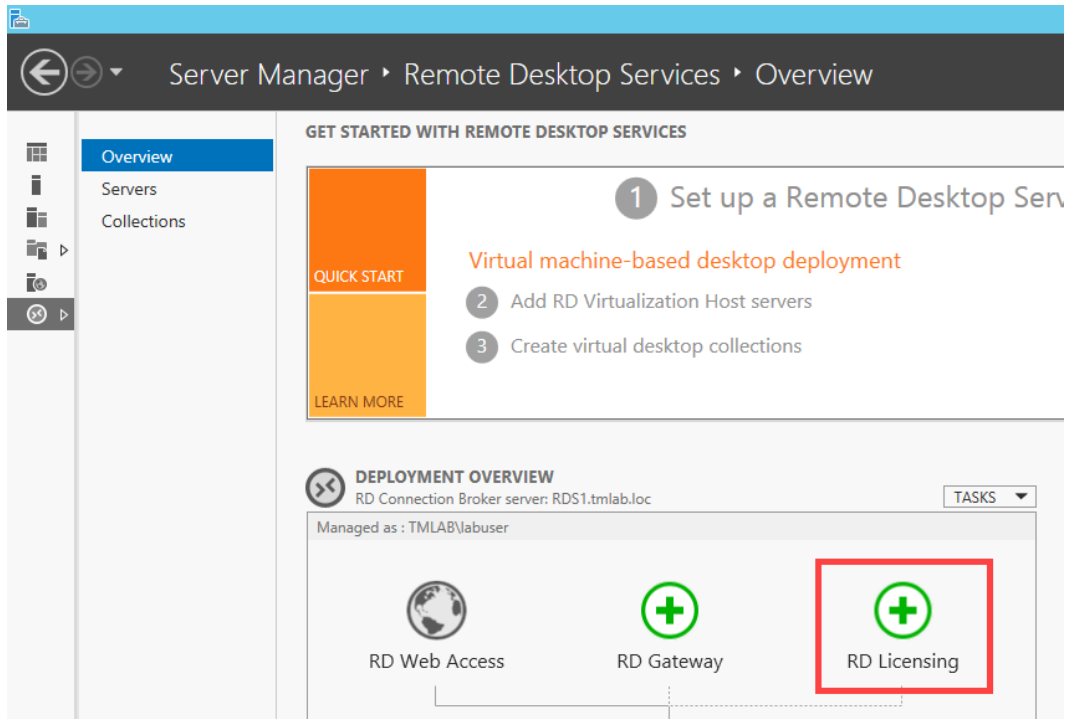 Server Manager ‣ Remote Desktop Services ‣ Overview
Overview
Servers
Collections
GET STARTED WITH REMOTE DESKTOP SERVICES
QUICK START
LEARN MORE
1 Set up a Remote Desktop Serv
Virtual machine-based desktop deployment
2 Add RD Virtualization Host servers
3 Create virtual desktop collections
DEPLOYMENT OVERVIEW
RD Connection Broker server: RDS1.tmlab.loc
TASKS
Managed as : TMLAB\labuser
RD Web Access
RD Gateway
RD Licensing